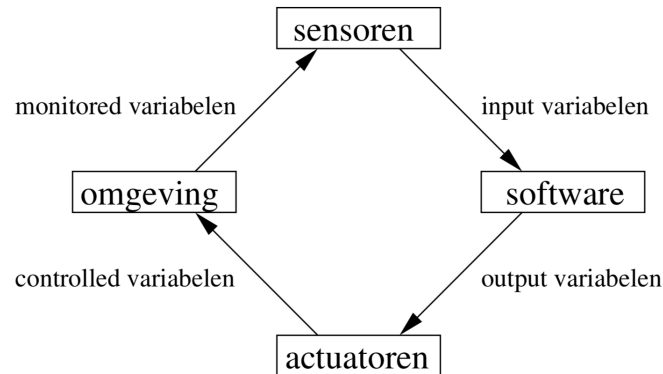 sensoren
monitored variabelen
input variabelen
omgeving
software
controlled variabelen
output variabelen
actuatoren